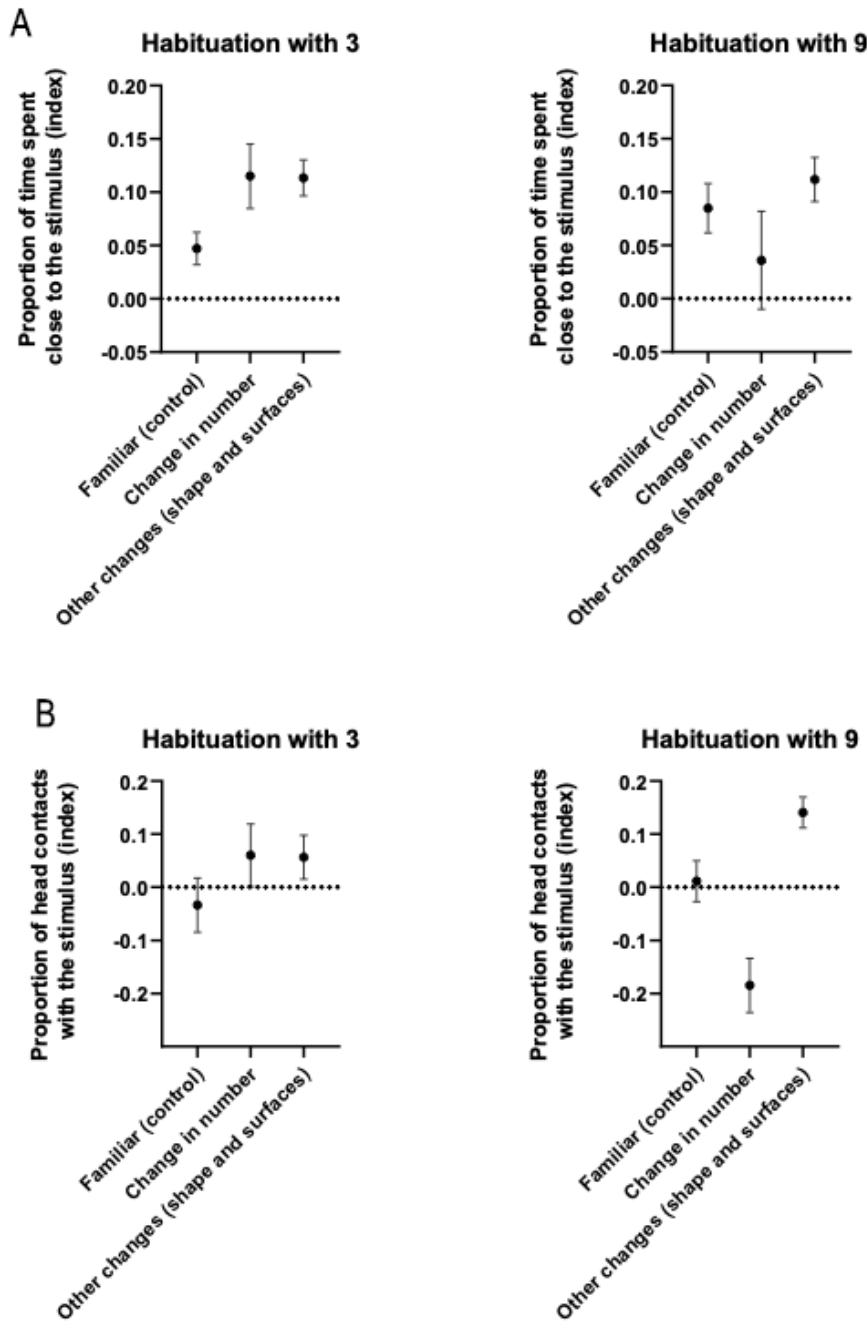 A
Habituation with 3
Proportion of time spent
close to the stimulus (index)
0.20
0.15
0.10
0.05
0.00
-0.05
Familiar (control)
Change in number
Other changes (shape and surfaces)
Habituation with 9
Proportion of time spent
close to the stimulus (index)
0.20
0.15
0.10
0.05
0.00
-0.05
Familiar (control)
Change in number
Other changes (shape and surfaces)
B
Habituation with 3
Proportion of head contacts
with the stimulus (index)
0.2
0.1
0.0
-0.1
-0.2
Familiar (control)
Change in number
Other changes (shape and surfaces)
Habituation with 9
Proportion of head contacts
with the stimulus (index)
0.2
0.1
0.0
-0.1
-0.2
Familiar (control)
Change in number
Other changes (shape and surfaces)